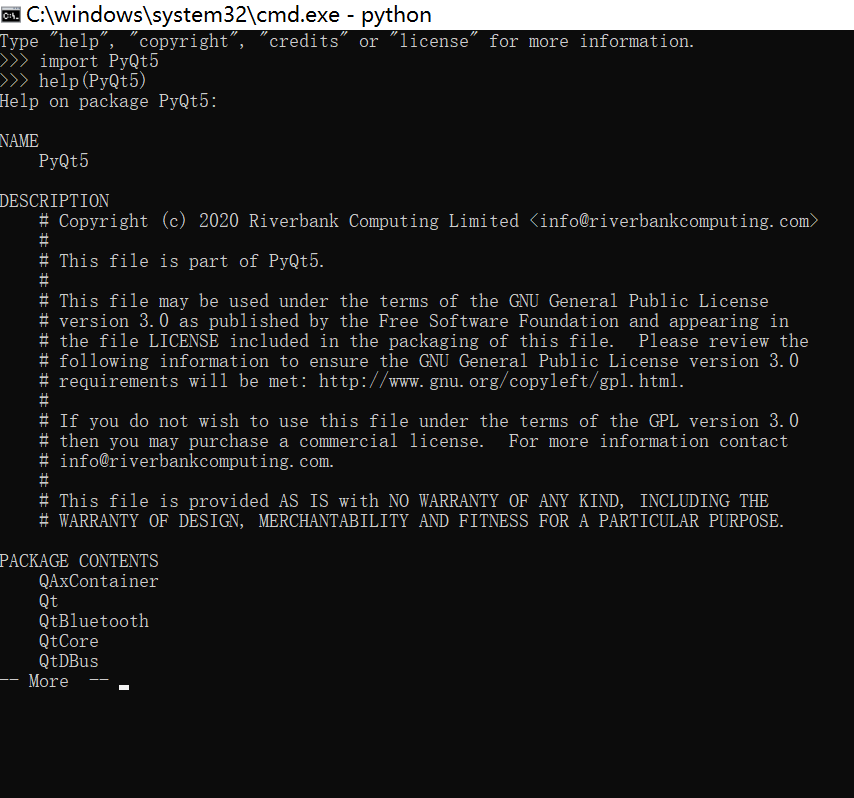 C:\windows\system32\cmd.exe - python
Type "help", "copyright", "credits" or "license" for more information.
>>> import PyQt5
>>> help(PyQt5)
Help on package PyQt5:
NAME
    PyQt5
DESCRIPTION
    # Copyright (c) 2020 Riverbank Computing Limited <info@riverbankcomputing.com>
    #
    # This file is part of PyQt5.
    #
    # This file may be used under the terms of the GNU General Public License
    # version 3.0 as published by the Free Software Foundation and appearing in
    # the file LICENSE included in the packaging of this file.  Please review the
    # following information to ensure the GNU General Public License version 3.0
    # requirements will be met: http://www.gnu.org/copyleft/gpl.html.
    #
    # If you do not wish to use this file under the terms of the GPL version 3.0
    # then you may purchase a commercial license.  For more information contact
    # info@riverbankcomputing.com.
    #
    # This file is provided AS IS with NO WARRANTY OF ANY KIND, INCLUDING THE
    # WARRANTY OF DESIGN, MERCHANTABILITY AND FITNESS FOR A PARTICULAR PURPOSE.
PACKAGE CONTENTS
    QAxContainer
    Qt
    QtBluetooth
    QtCore
    QtDBus
-- More  --